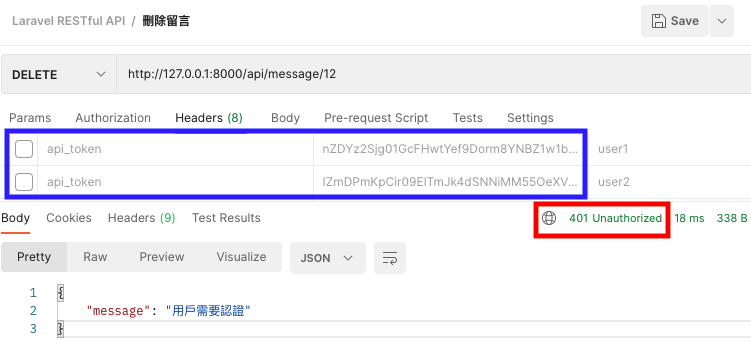 Laravel RESTful API / 刪除留言
Save
DELETE http://127.0.0.1:8000/api/message/12
Params Authorization Headers (8) Body Pre-request Script Tests Settings
api_token nZDYz2Sjg01GcFHwtYef9Dorm8YNBZ1w1b... user1
api_token IZmDPmKpCir09ElTmJk4dSNNiMM55OeXV... user2
Body Cookies Headers (9) Test Results 401 Unauthorized 18 ms 338 B
Pretty Raw Preview Visualize JSON
1 {
2 "message": "用戶需要認證"
3 }